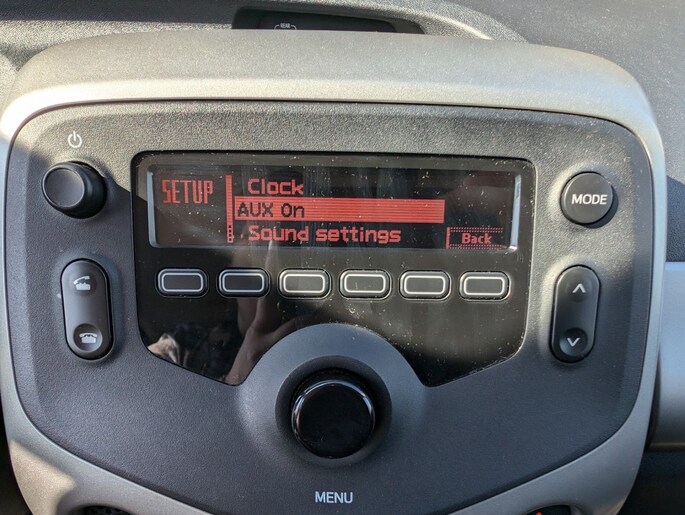 SETUP
Clock
AUX On
Sound settings
Back
MODE
MENU